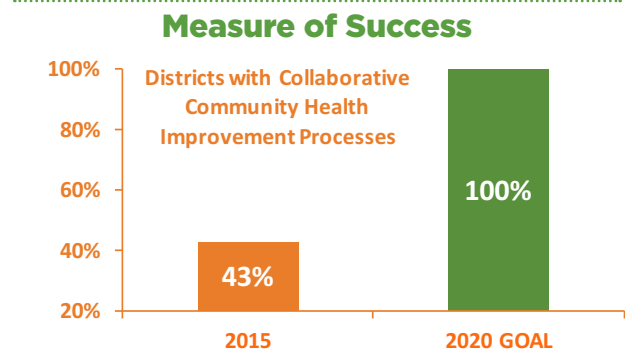 Measure of Success
100%
Districts with Collaborative
Community Health
Improvement Processes
80%
60%
100%
40%
43%
20%
2015
2020 GOAL